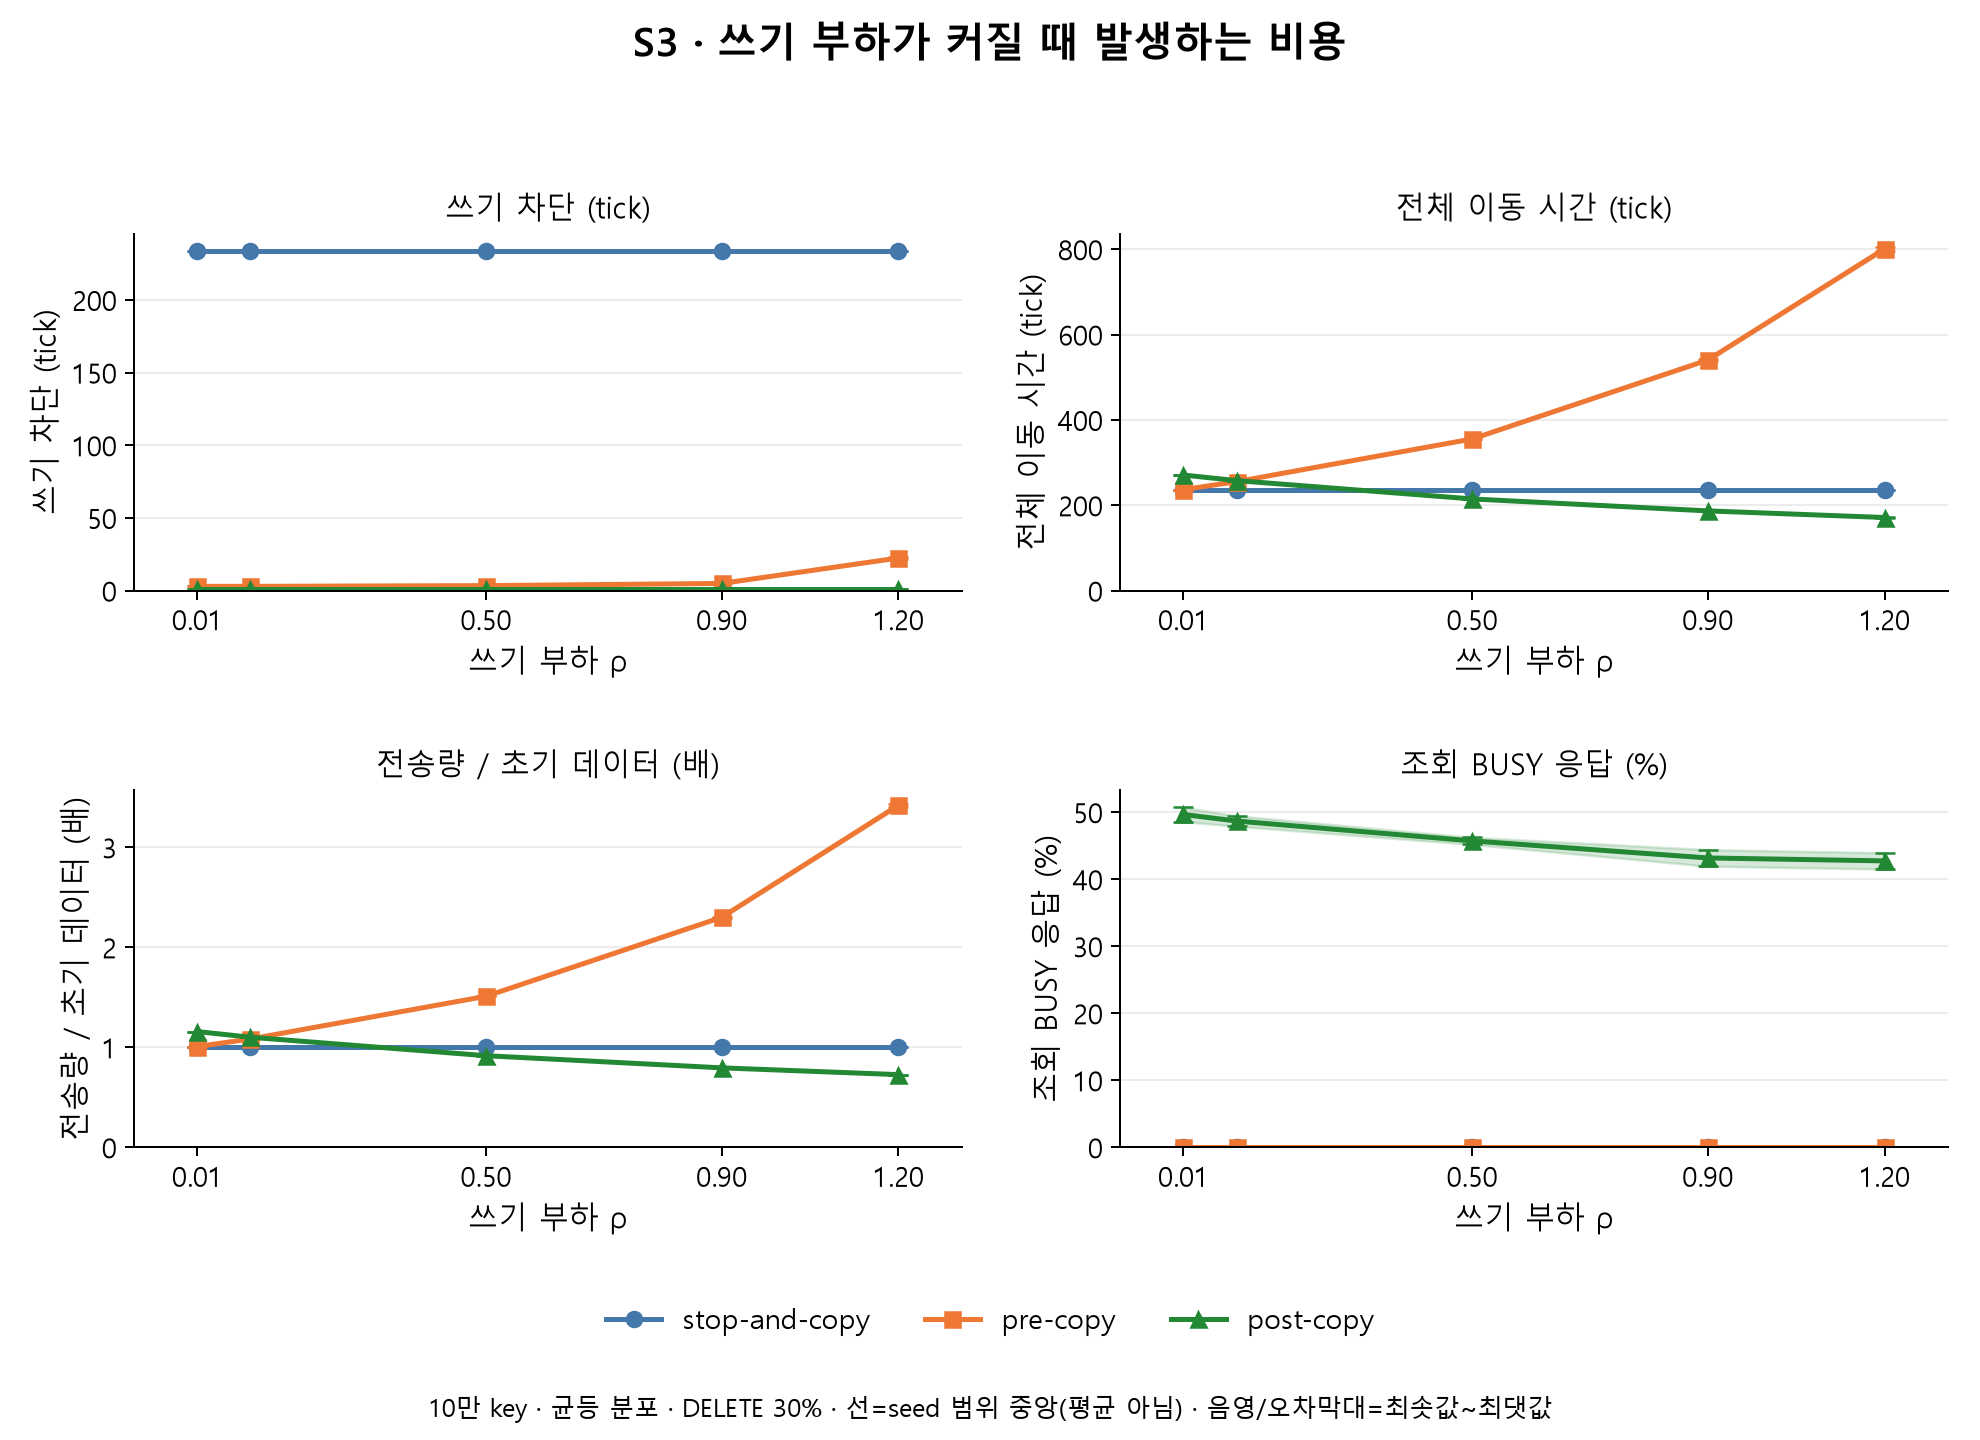 S3 · 쓰기 부하가 커질 때 발생하는 비용
쓰기 차단 (tick)
쓰기 차단 (tick)
200
150
100
50
0
0.01 0.50 0.90 1.20
쓰기 부하 ρ
전체 이동 시간 (tick)
전체 이동 시간 (tick)
800
600
400
200
0
0.01 0.50 0.90 1.20
쓰기 부하 ρ
전송량 / 초기 데이터 (배)
전송량 / 초기 데이터 (배)
3
2
1
0
0.01 0.50 0.90 1.20
쓰기 부하 ρ
조회 BUSY 응답 (%)
조회 BUSY 응답 (%)
50
40
30
20
10
0
0.01 0.50 0.90 1.20
쓰기 부하 ρ
stop-and-copy pre-copy post-copy
10만 key · 균등 분포 · DELETE 30% · 선=seed 범위 중앙(평균 아님) · 음영/오차막대=최솟값~최댓값